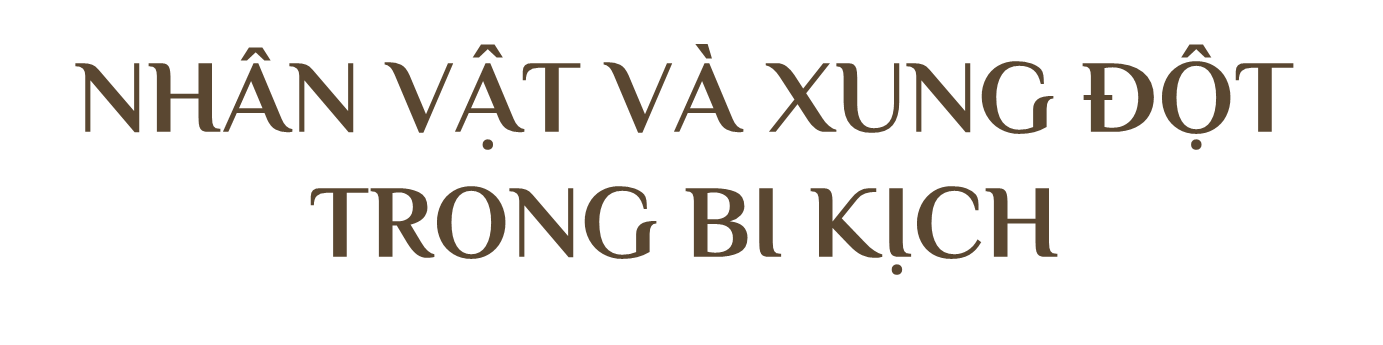 NHÂN VẬT VÀ XUNG ĐỘT
TRONG BI KỊCH